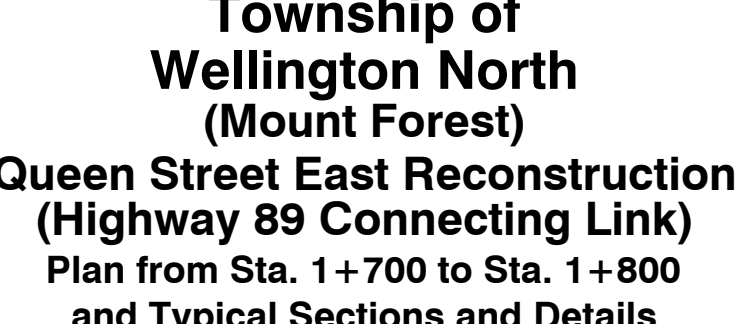 Township of
Wellington North
(Mount Forest)
Queen Street East Reconstruction
(Highway 89 Connecting Link)
Plan from Sta. 1+700 to Sta. 1+800
and Typical Sections and Details